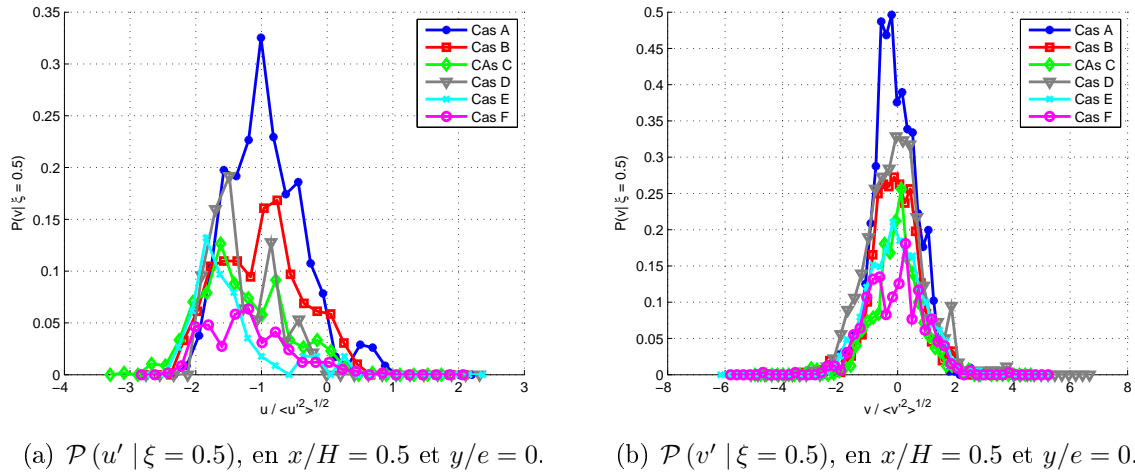 0.35
0.3
0.25
0.2
0.15
0.1
0.05
0
P(v| ξ = 0.5)
−4
−3
−2
−1
0
1
2
3
u / <u'²>^1/2
Cas A
Cas B
CAs C
Cas D
Cas E
Cas F
(a) P (u′ | ξ = 0.5), en x/H = 0.5 et y/e = 0.
0.5
0.45
0.4
0.35
0.3
0.25
0.2
0.15
0.1
0.05
0
P(v| ξ = 0.5)
−8
−6
−4
−2
0
2
4
6
8
v / <v'²>^1/2
Cas A
Cas B
CAs C
Cas D
Cas E
Cas F
(b) P (v′ | ξ = 0.5), en x/H = 0.5 et y/e = 0.